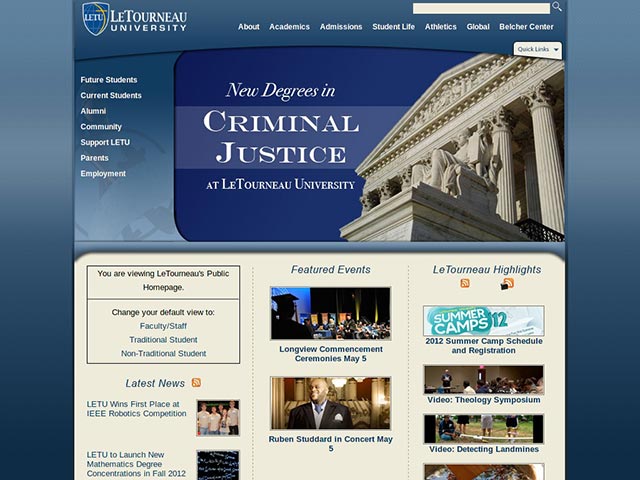 LETU
LETOURNEAU
UNIVERSITY
About Academics Admissions Student Life Athletics Global Belcher Center
Quick Links
Future Students
Current Students
Alumni
Community
Support LETU
Parents
Employment
New Degrees in
CRIMINAL
JUSTICE
AT LETOURNEAU UNIVERSITY
You are viewing LeTourneau's Public
Homepage.
Change your default view to:
Faculty/Staff
Traditional Student
Non-Traditional Student
Latest News
LETU Wins First Place at
IEEE Robotics Competition
LETU to Launch New
Mathematics Degree
Concentrations in Fall 2012
Featured Events
Longview Commencement
Ceremonies May 5
Ruben Studdard in Concert May
5
LeTourneau Highlights
SUMMER
CAMPS 12
2012 Summer Camp Schedule
and Registration
Video: Theology Symposium
Video: Detecting Landmines